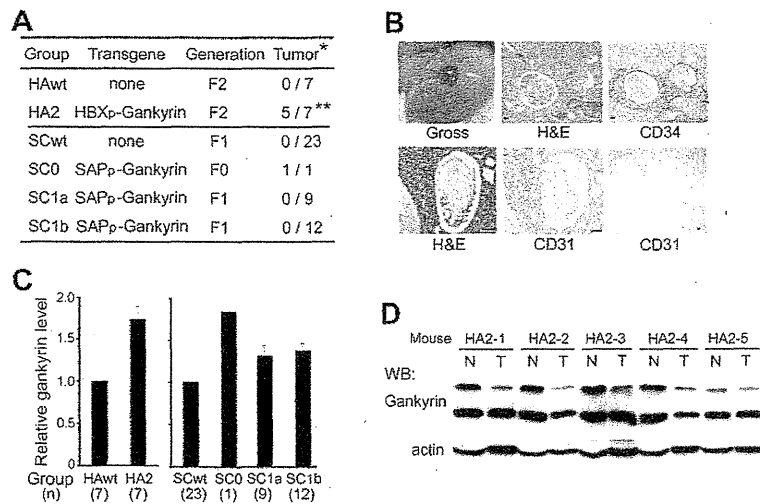 A
Group Transgene Generation Tumor*
HAwt none F2 0 / 7
HA2 HBXp-Gankyrin F2 5 / 7**
SCwt none F1 0 / 23
SC0 SAPp-Gankyrin F0 1 / 1
SC1a SAPp-Gankyrin F1 0 / 9
SC1b SAPp-Gankyrin F1 0 / 12
B
Gross H&E CD34
H&E CD31 CD31
C
Relative gankyrin level
2.0
1.5
1.0
0.5
0
Group HAwt HA2 SCwt SC0 SC1a SC1b
(n) (7) (7) (23) (1) (9) (12)
D
Mouse HA2-1 HA2-2 HA2-3 HA2-4 HA2-5
N T N T N T N T N T
WB:
Gankyrin
actin